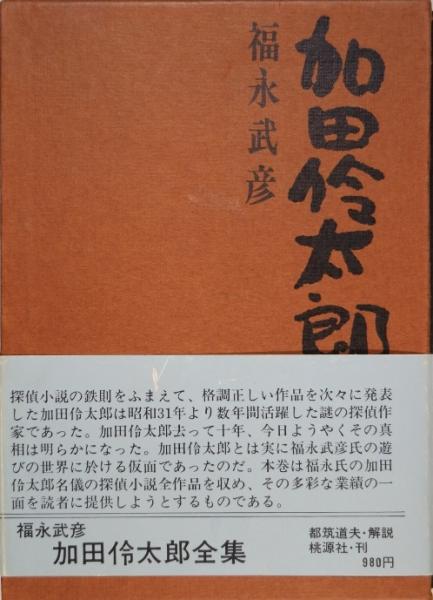 加田伶太郎
福永武彦
探偵小説の鉄則をふまえて、格調正しい作品を次々に発表
した加田伶太郎は昭和31年より数年間活躍した謎の探偵作
家であった。加田伶太郎去って十年、今日ようやくその真
相は明らかになった。加田伶太郎とは実に福永武彦氏の遊
びの世界に於ける仮面であったのだ。本巻は福永氏の加田
伶太郎名儀の探偵小説全作品を収め、その多彩な業績の一
面を読者に提供しようとするものである。
福永武彦
加田伶太郎全集
都筑道夫・解説
桃源社・刊
980円